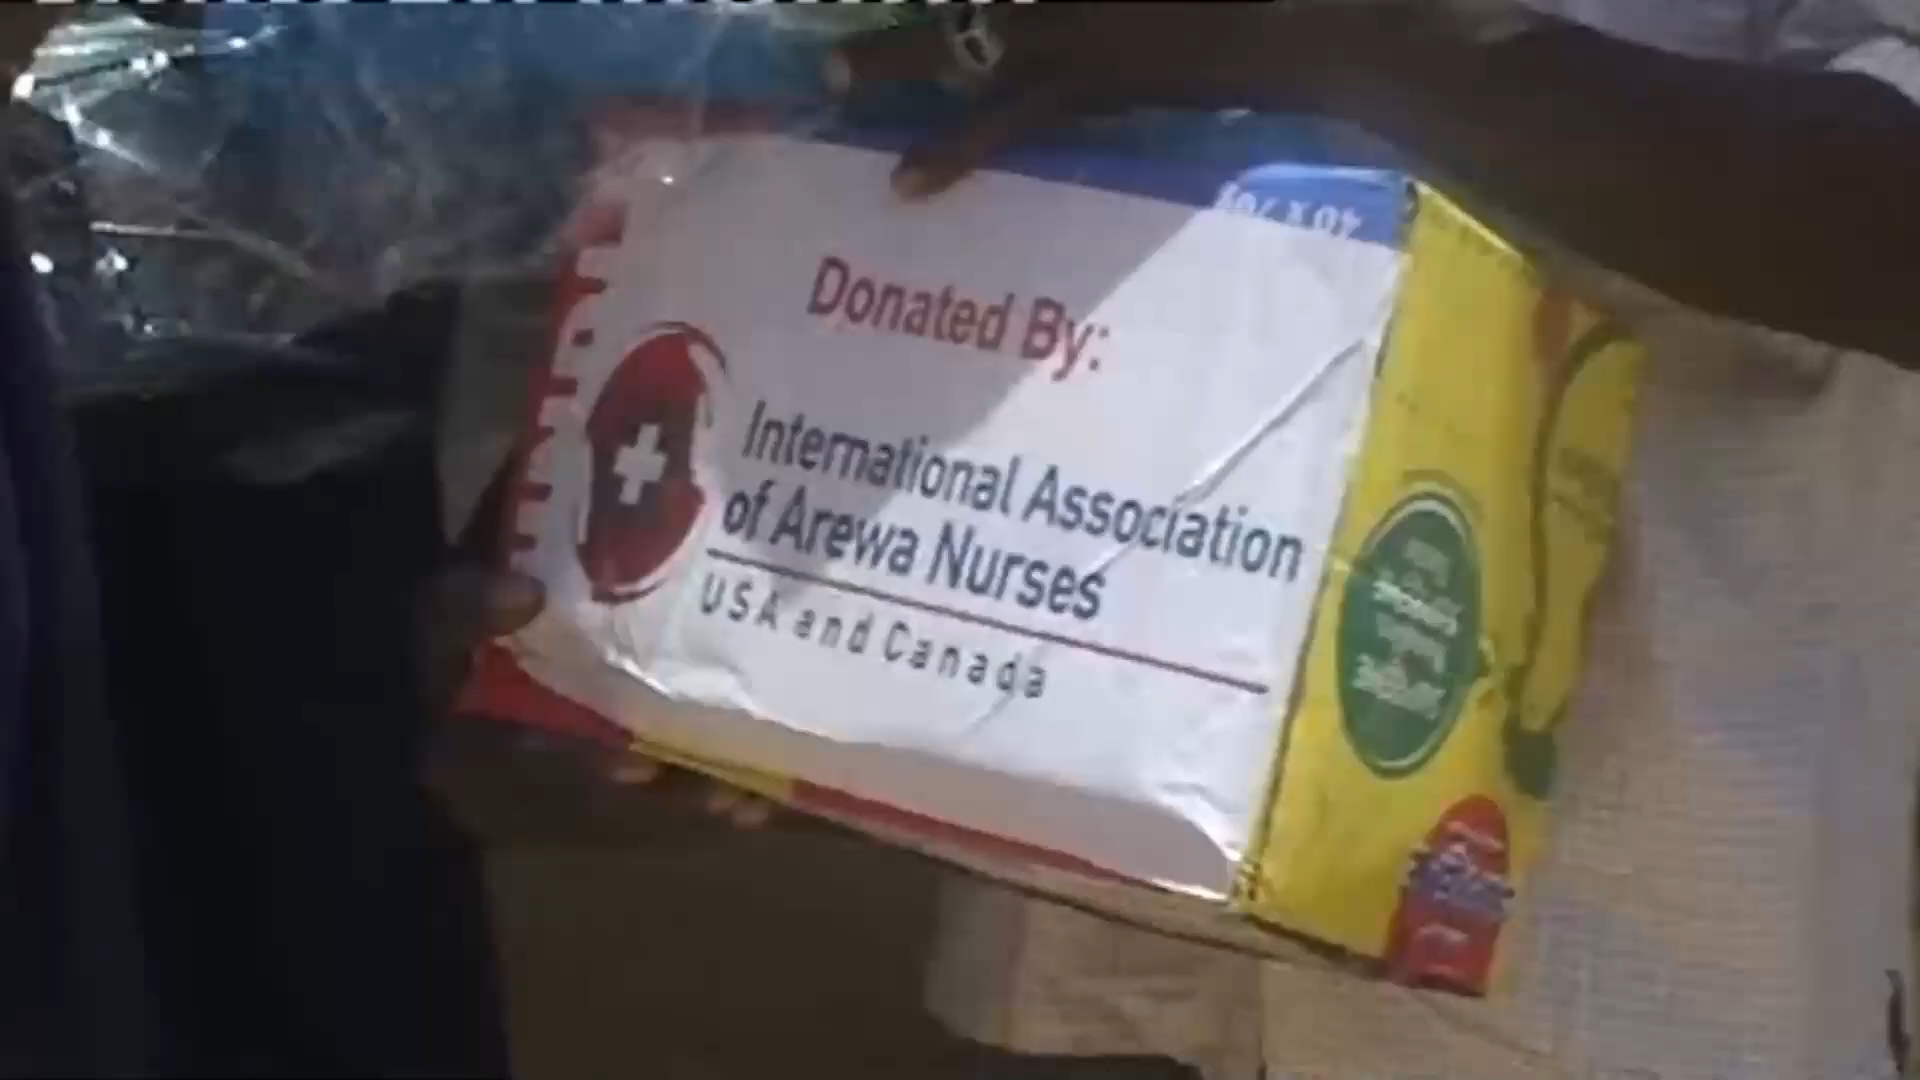 Donated By:
International Association
of Arewa Nurses
USA and Canada